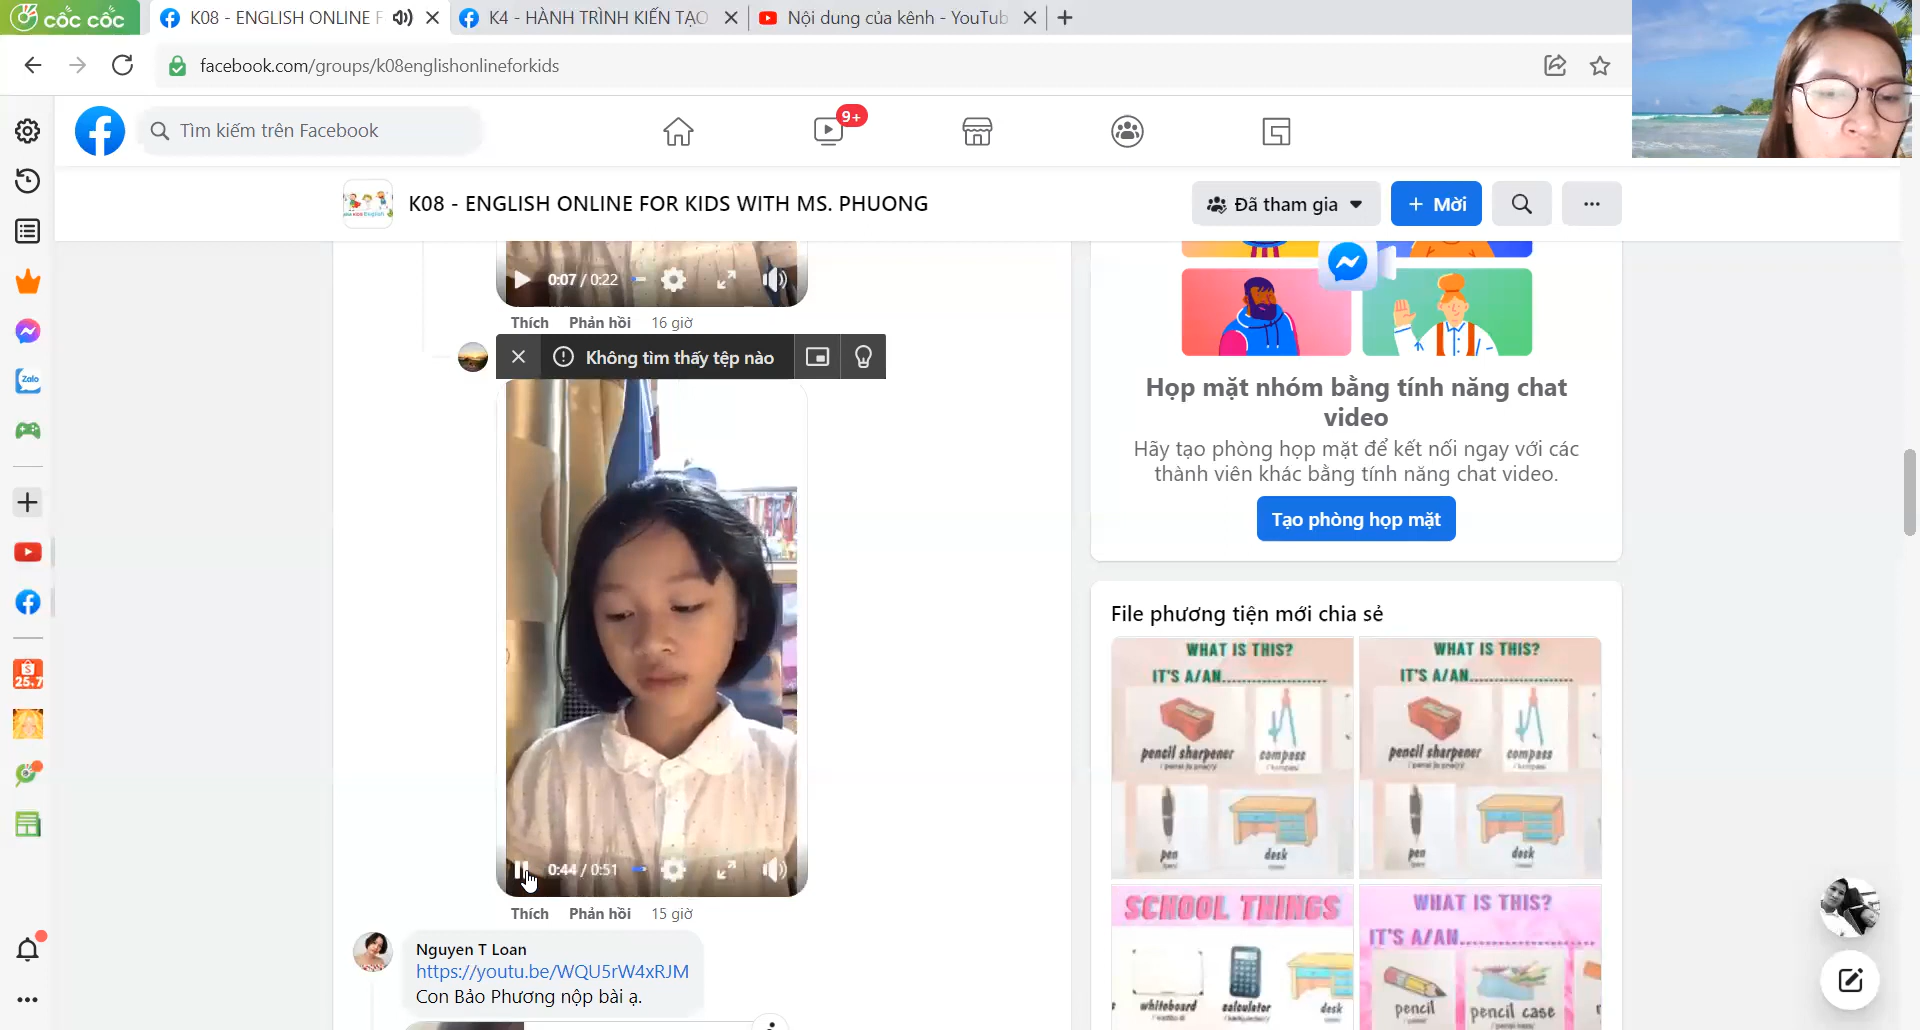 cốc cốc
K08 - ENGLISH ONLINE F
K4 - HÀNH TRÌNH KIẾN TẠO
Nội dung của kênh - YouTub
facebook.com/groups/k08englishonlineforkids
Tìm kiếm trên Facebook
9+
K08 - ENGLISH ONLINE FOR KIDS WITH MS. PHUONG
Đã tham gia
+ Mời
0:07 / 0:22
Thích Phản hồi 16 giờ
Không tìm thấy tệp nào
0:44 / 0:51
Thích Phản hồi 15 giờ
Nguyen T Loan
https://youtu.be/WQU5rW4xRJM
Con Bảo Phương nộp bài ạ.
Họp mặt nhóm bằng tính năng chat
video
Hãy tạo phòng họp mặt để kết nối ngay với các
thành viên khác bằng tính năng chat video.
Tạo phòng họp mặt
File phương tiện mới chia sẻ
WHAT IS THIS?
IT'S A/AN
pencil sharpener compass
pen desk
WHAT IS THIS?
IT'S A/AN
pencil sharpener compass
pen desk
SCHOOL THINGS
whiteboard calculator desk
WHAT IS THIS?
IT'S A/AN
pencil pencil case
Zalo
25.7